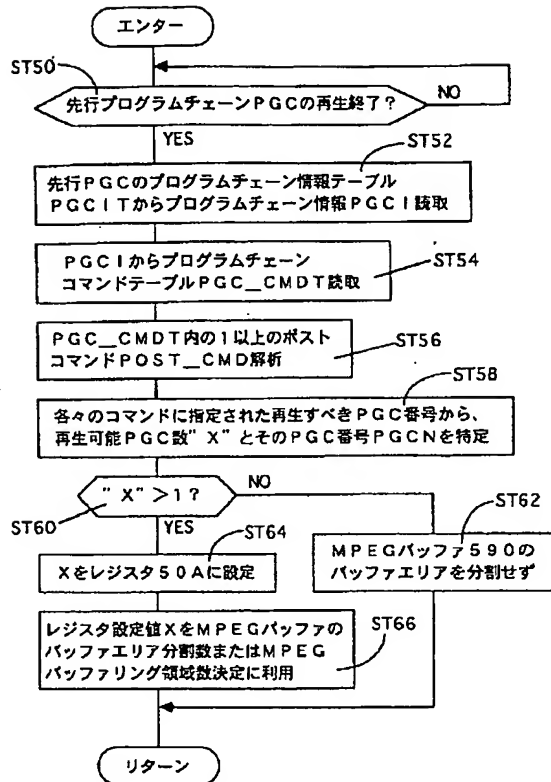 エンター
ST50
先行プログラムチェーンPGCの再生終了?
NO
YES
ST52
先行PGCのプログラムチェーン情報テーブル
PGCITからプログラムチェーン情報PGCI読取
ST54
PGCIからプログラムチェーン
コマンドテーブルPGC_CMDT読取
PGC_CMDT内の1以上のポスト
コマンドPOST_CMD解析
ST56
ST58
各々のコマンドに指定された再生すべきPGC番号から、
再生可能PGC数"X"とそのPGC番号PGCNを特定
"X">1?
NO
ST60
YES
ST62
ST64
MPEGバッファ590の
バッファエリアを分割せず
Xをレジスタ50Aに設定
レジスタ設定値XをMPEGバッファの
バッファエリア分割数またはMPEG
バッファリング領域数決定に利用
ST66
リターン